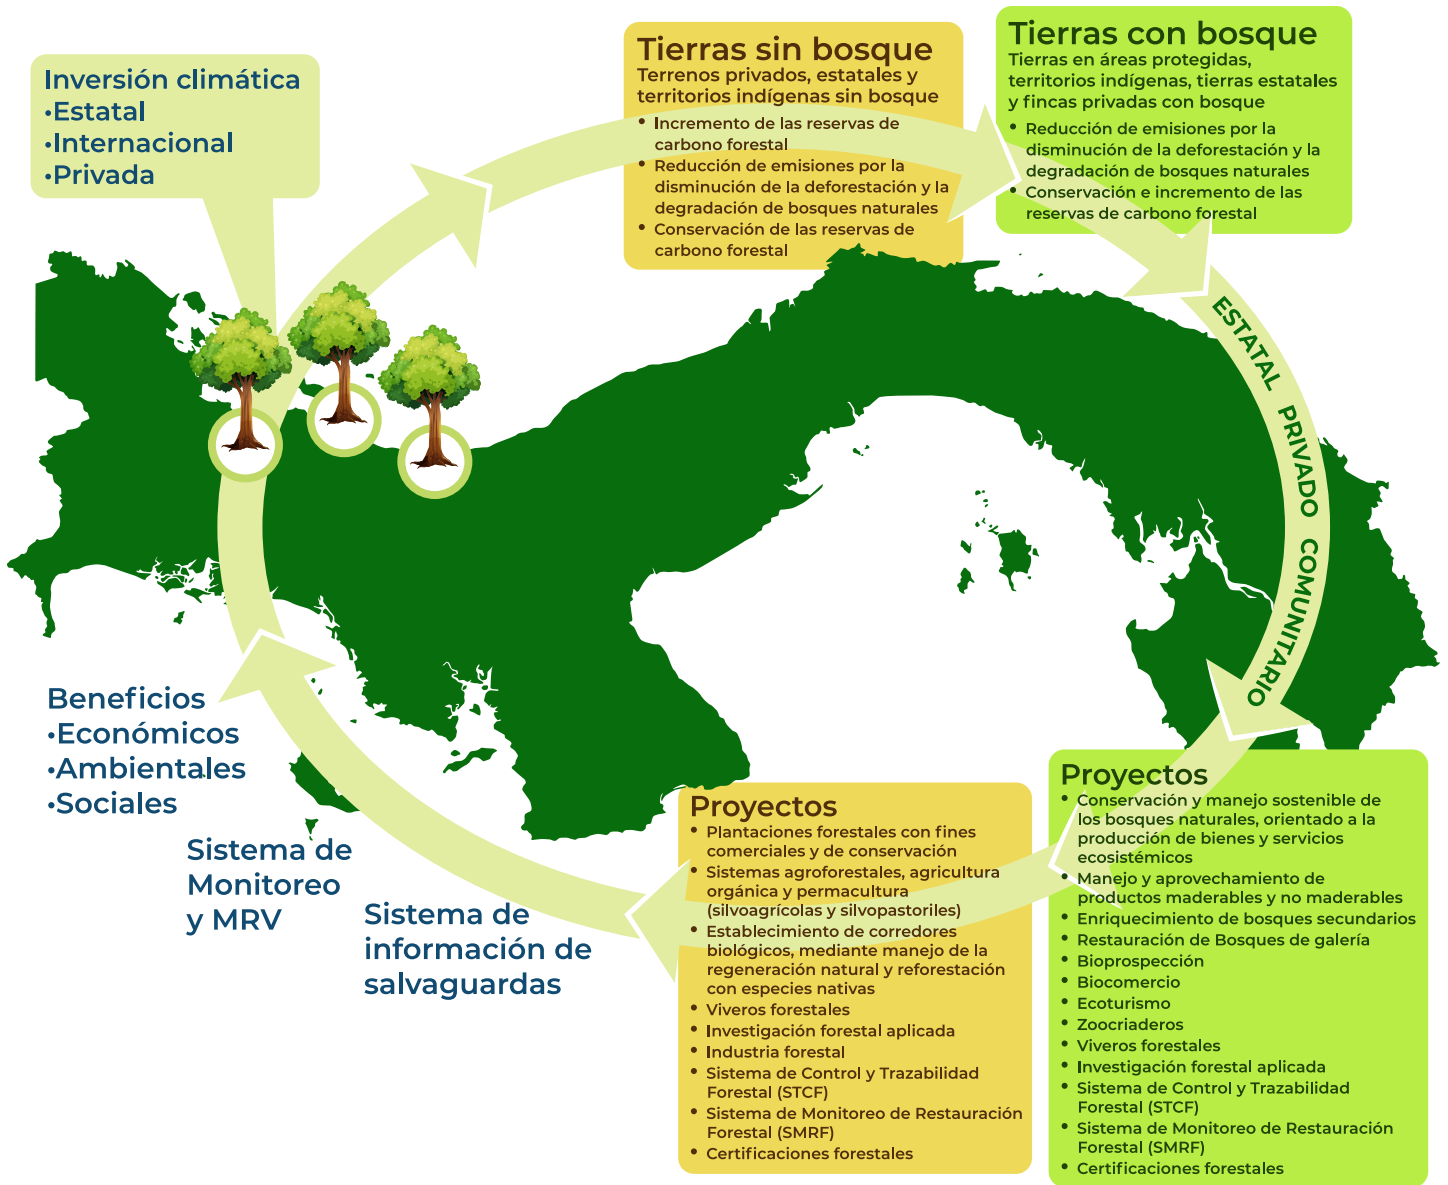 Inversión climática
•Estatal
•Internacional
•Privada
Tierras sin bosque
Terrenos privados, estatales y
territorios indígenas sin bosque
• Incremento de las reservas de
carbono forestal
• Reducción de emisiones por la
disminución de la deforestación y la
degradación de bosques naturales
• Conservación de las reservas de
carbono forestal
Tierras con bosque
Tierras en áreas protegidas,
territorios indígenas, tierras estatales
y fincas privadas con bosque
• Reducción de emisiones por la
disminución de la deforestación y la
degradación de bosques naturales
• Conservación e incremento de las
reservas de carbono forestal
ESTATAL PRIVADO COMUNITARIO
Proyectos
• Conservación y manejo sostenible de
los bosques naturales, orientado a la
producción de bienes y servicios
ecosistémicos
• Manejo y aprovechamiento de
productos maderables y no maderables
• Enriquecimiento de bosques secundarios
• Restauración de Bosques de galería
• Bioprospección
• Biocomercio
• Ecoturismo
• Zoocriaderos
• Viveros forestales
• Investigación forestal aplicada
• Sistema de Control y Trazabilidad
Forestal (STCF)
• Sistema de Monitoreo de Restauración
Forestal (SMRF)
• Certificaciones forestales
Proyectos
• Plantaciones forestales con fines
comerciales y de conservación
• Sistemas agroforestales, agricultura
orgánica y permacultura
(silvoagrícolas y silvopastoriles)
• Establecimiento de corredores
biológicos, mediante manejo de la
regeneración natural y reforestación
con especies nativas
• Viveros forestales
• Investigación forestal aplicada
• Industria forestal
• Sistema de Control y Trazabilidad
Forestal (STCF)
• Sistema de Monitoreo de Restauración
Forestal (SMRF)
• Certificaciones forestales
Sistema de
información de
salvaguardas
Sistema de
Monitoreo
y MRV
Beneficios
•Económicos
•Ambientales
•Sociales